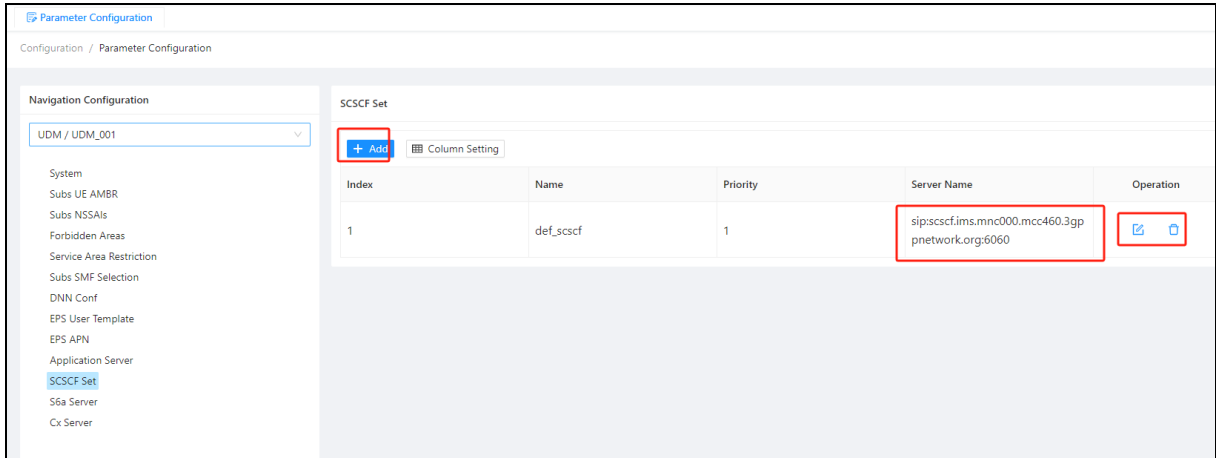 Parameter Configuration
Configuration / Parameter Configuration
Navigation Configuration
UDM / UDM_001
System
Subs UE AMBR
Subs NSSAIs
Forbidden Areas
Service Area Restriction
Subs SMF Selection
DNN Conf
EPS User Template
EPS APN
Application Server
SCSCF Set
S6a Server
Cx Server
SCSCF Set
+ Add Column Setting
Index Name Priority Server Name Operation
1 def_scscf 1 sip:scscf.ims.mnc000.mcc460.3gp
pnetwork.org:6060